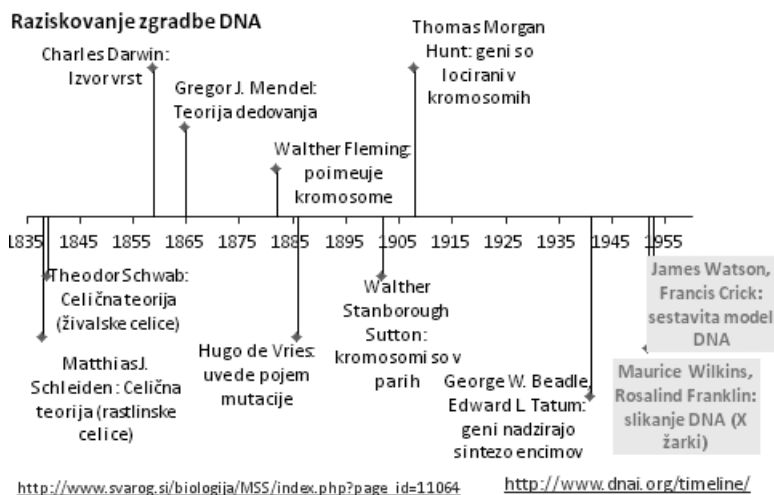 Raziskovanje zgradbe DNA
Charles Darwin:
Izvor vrst
Gregor J. Mendel:
Teorija dedovanja
Walther Fleming:
poimeuje
kromosome
Thomas Morgan
Hunt: geni so
locirani v
kromosomih
1835 1845 1855 1865 1875 1885 1895 1905 1915 1925 1935 1945 1955
Theodor Schwab:
Celična teorija
(živalske celice)
Matthias J.
Schleiden: Celična
teorija (rastlinske
celice)
Hugo de Vries:
uvede pojem
mutacije
Walther
Stanborough
Sutton:
kromosomi so v
parih
George W. Beadle,
Edward L. Tatum:
geni nadzirajo
sintezo encimov
James Watson,
Francis Crick:
sestavita model
DNA
Maurice Wilkins,
Rosalind Franklin:
slikanje DNA (X
žarki)
http://www.svarog.si/biologija/MSS/index.php?page_id=11064
http://www.dnai.org/timeline/